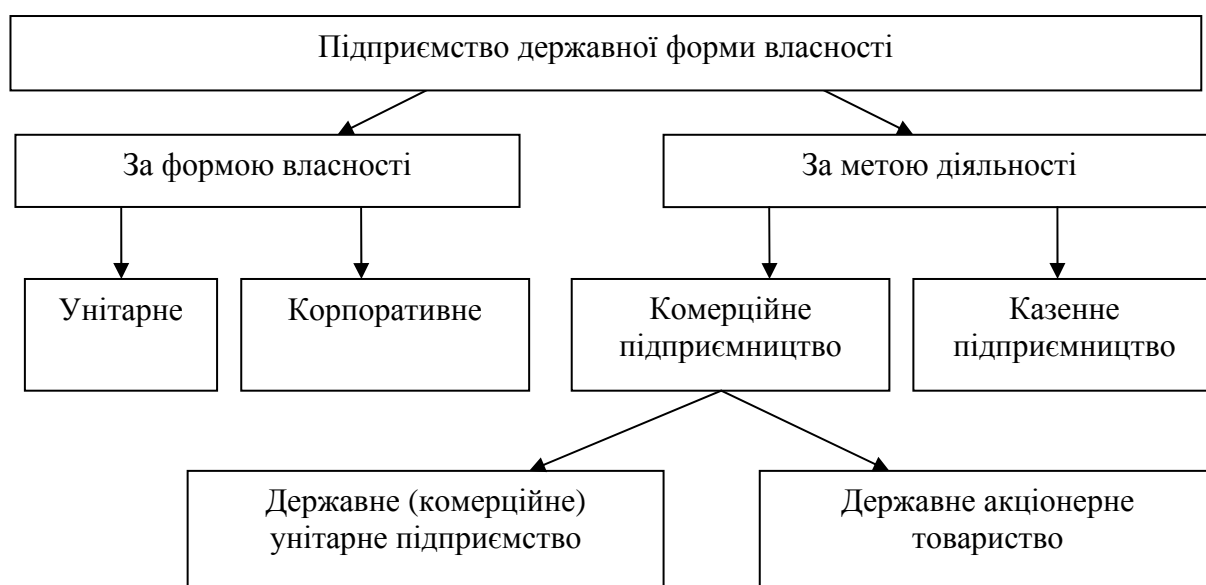 Підприємство державної форми власності
За формою власності
За метою діяльності
Унітарне
Корпоративне
Комерційне
підприємництво
Казенне
підприємництво
Державне (комерційне)
унітарне підприємство
Державне акціонерне
товариство